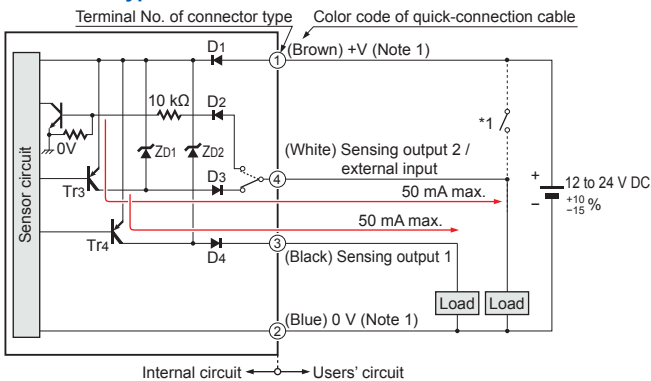 Terminal No. of connector type
Color code of quick-connection cable
D1
1
(Brown) +V (Note 1)
10 kΩ
D2
*1
0V
ZD1
ZD2
(White) Sensing output 2 /
external input
Sensor circuit
Tr3
D3
4
50 mA max.
+
12 to 24 V DC
–
+10
–15 %
50 mA max.
Tr4
D4
3
(Black) Sensing output 1
Load
Load
2
(Blue) 0 V (Note 1)
Internal circuit
Users' circuit